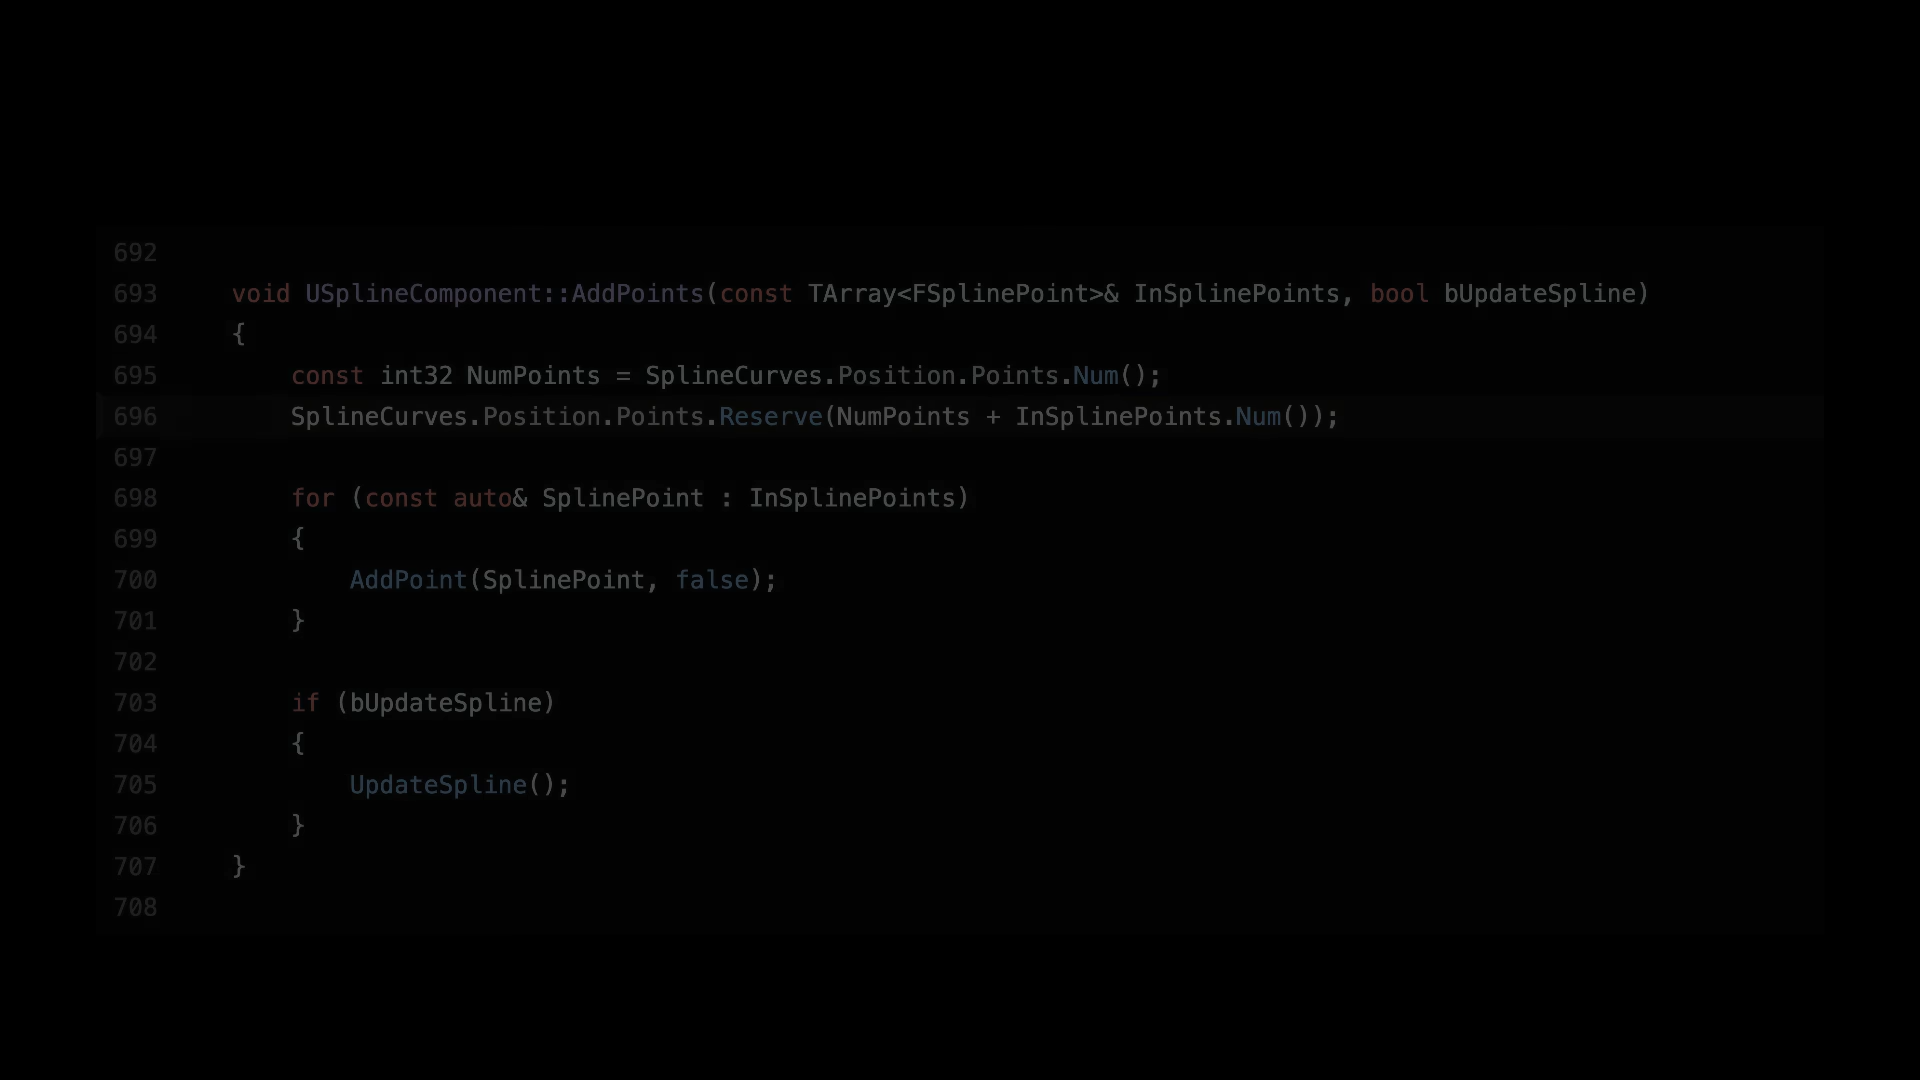 692
693 void USplineComponent::AddPoints(const TArray<FSplinePoint>& InSplinePoints, bool bUpdateSpline)
694 {
695 const int32 NumPoints = SplineCurves.Position.Points.Num();
696 SplineCurves.Position.Points.Reserve(NumPoints + InSplinePoints.Num());
697
698 for (const auto& SplinePoint : InSplinePoints)
699 {
700 AddPoint(SplinePoint, false);
701 }
702
703 if (bUpdateSpline)
704 {
705 UpdateSpline();
706 }
707 }
708